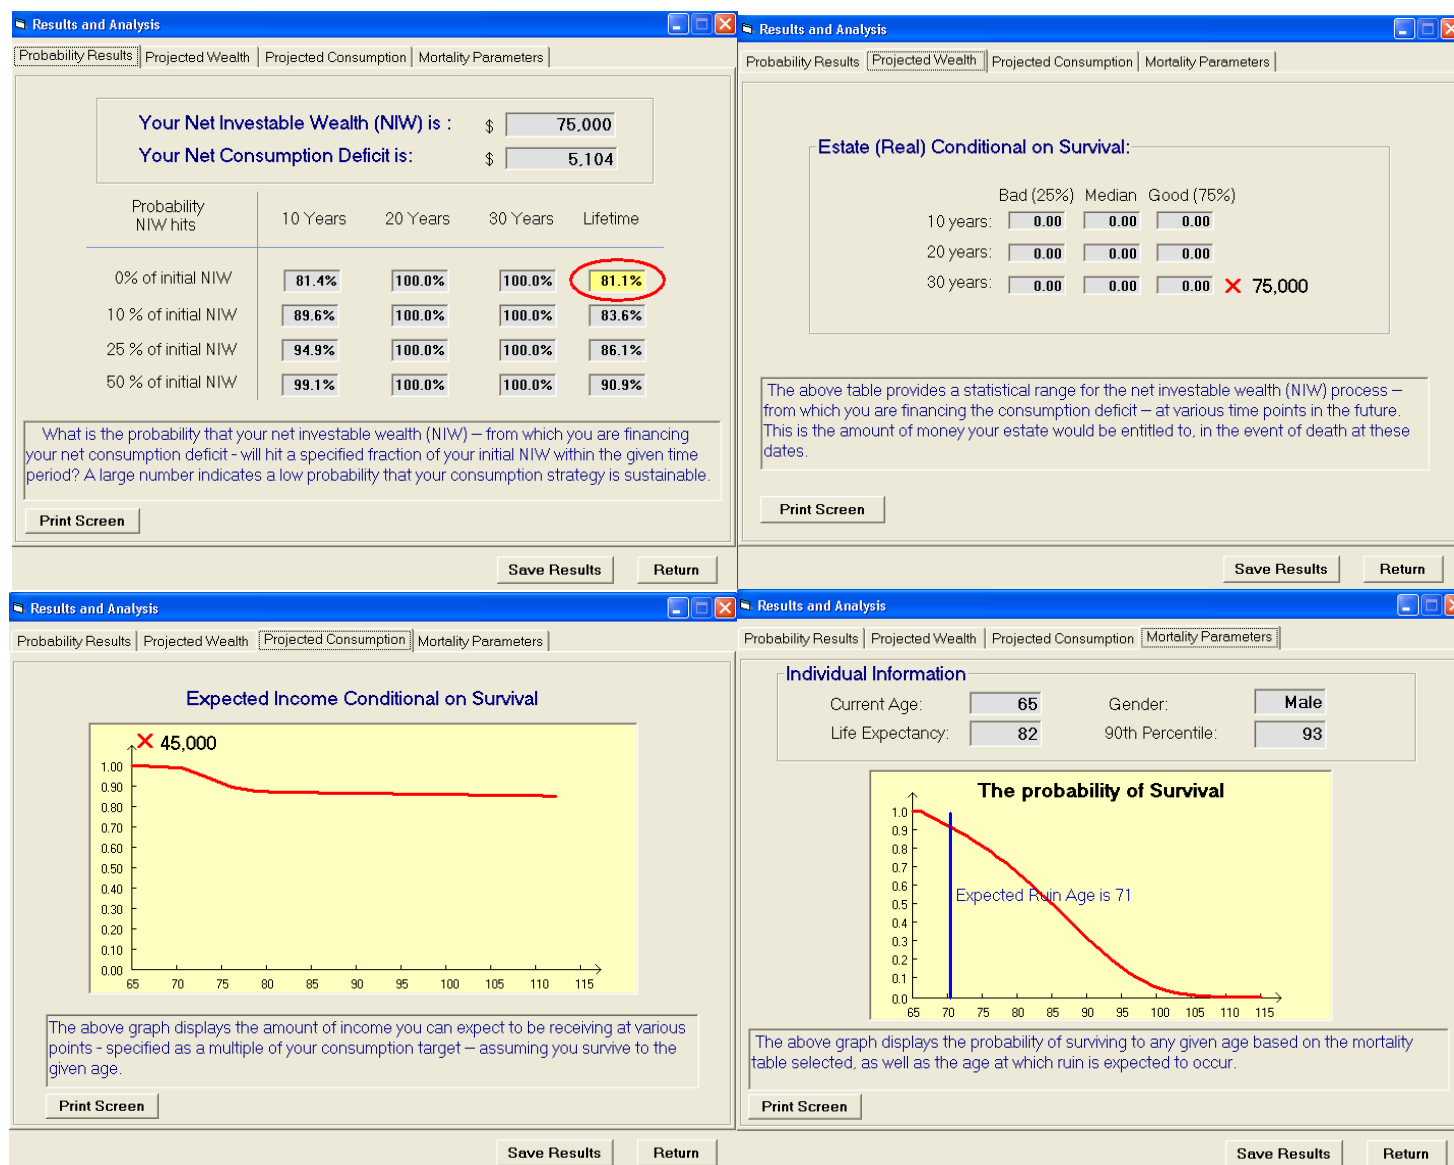 Results and Analysis
Probability Results Projected Wealth Projected Consumption Mortality Parameters
Your Net Investable Wealth (NIW) is : $ 75,000
Your Net Consumption Deficit is: $ 5,104
Probability
NIW hits
10 Years 20 Years 30 Years Lifetime
0% of initial NIW 81.4% 100.0% 100.0% 81.1%
10 % of initial NIW 89.6% 100.0% 100.0% 83.6%
25 % of initial NIW 94.9% 100.0% 100.0% 86.1%
50 % of initial NIW 99.1% 100.0% 100.0% 90.9%
What is the probability that your net investable wealth (NIW) – from which you are financing
your net consumption deficit - will hit a specified fraction of your initial NIW within the given time
period? A large number indicates a low probability that your consumption strategy is sustainable.
Print Screen
Save Results Return
Results and Analysis
Probability Results Projected Wealth Projected Consumption Mortality Parameters
Estate (Real) Conditional on Survival:
Bad (25%) Median Good (75%)
10 years: 0.00 0.00 0.00
20 years: 0.00 0.00 0.00
30 years: 0.00 0.00 0.00 × 75,000
The above table provides a statistical range for the net investable wealth (NIW) process –
from which you are financing the consumption deficit – at various time points in the future.
This is the amount of money your estate would be entitled to, in the event of death at these
dates.
Print Screen
Save Results Return
Results and Analysis
Probability Results Projected Wealth Projected Consumption Mortality Parameters
Expected Income Conditional on Survival
× 45,000
1.00
0.90
0.80
0.70
0.60
0.50
0.40
0.30
0.20
0.10
0.00
65 70 75 80 85 90 95 100 105 110 115
The above graph displays the amount of income you can expect to be receiving at various
points - specified as a multiple of your consumption target – assuming you survive to the
given age.
Print Screen
Save Results Return
Results and Analysis
Probability Results Projected Wealth Projected Consumption Mortality Parameters
Individual Information
Current Age: 65 Gender: Male
Life Expectancy: 82 90th Percentile: 93
The probability of Survival
1.0
0.9
0.8
0.7
0.6
0.5
0.4
0.3
0.2
0.1
0.0
Expected Ruin Age is 71
65 70 75 80 85 90 95 100 105 110 115
The above graph displays the probability of surviving to any given age based on the mortality
table selected, as well as the age at which ruin is expected to occur.
Print Screen
Save Results Return